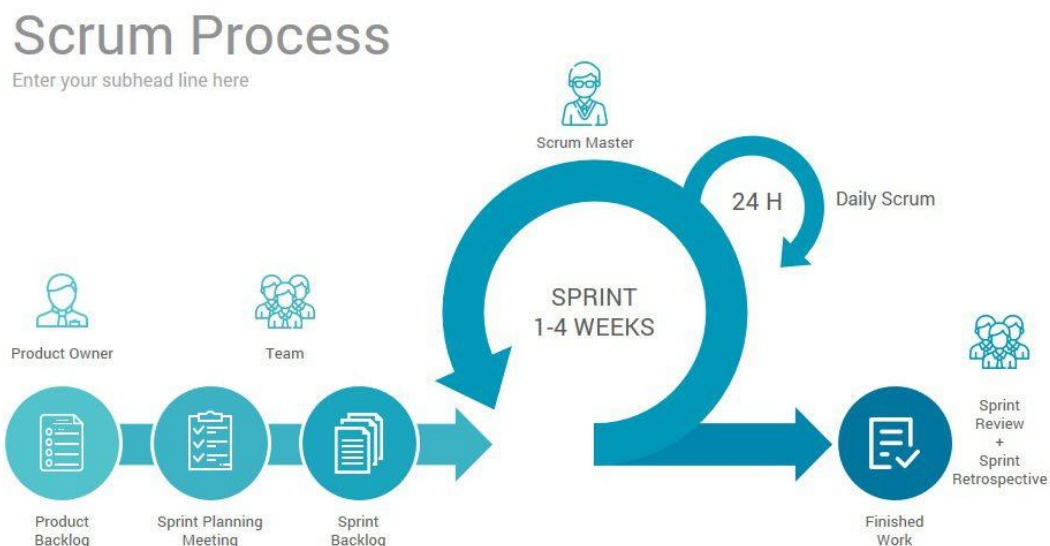 Scrum Process
Enter your subhead line here
Scrum Master
24 H
Daily Scrum
SPRINT
1-4 WEEKS
Product Owner
Team
Product
Backlog
Sprint Planning
Meeting
Sprint
Backlog
Finished
Work
Sprint
Review
+
Sprint
Retrospective